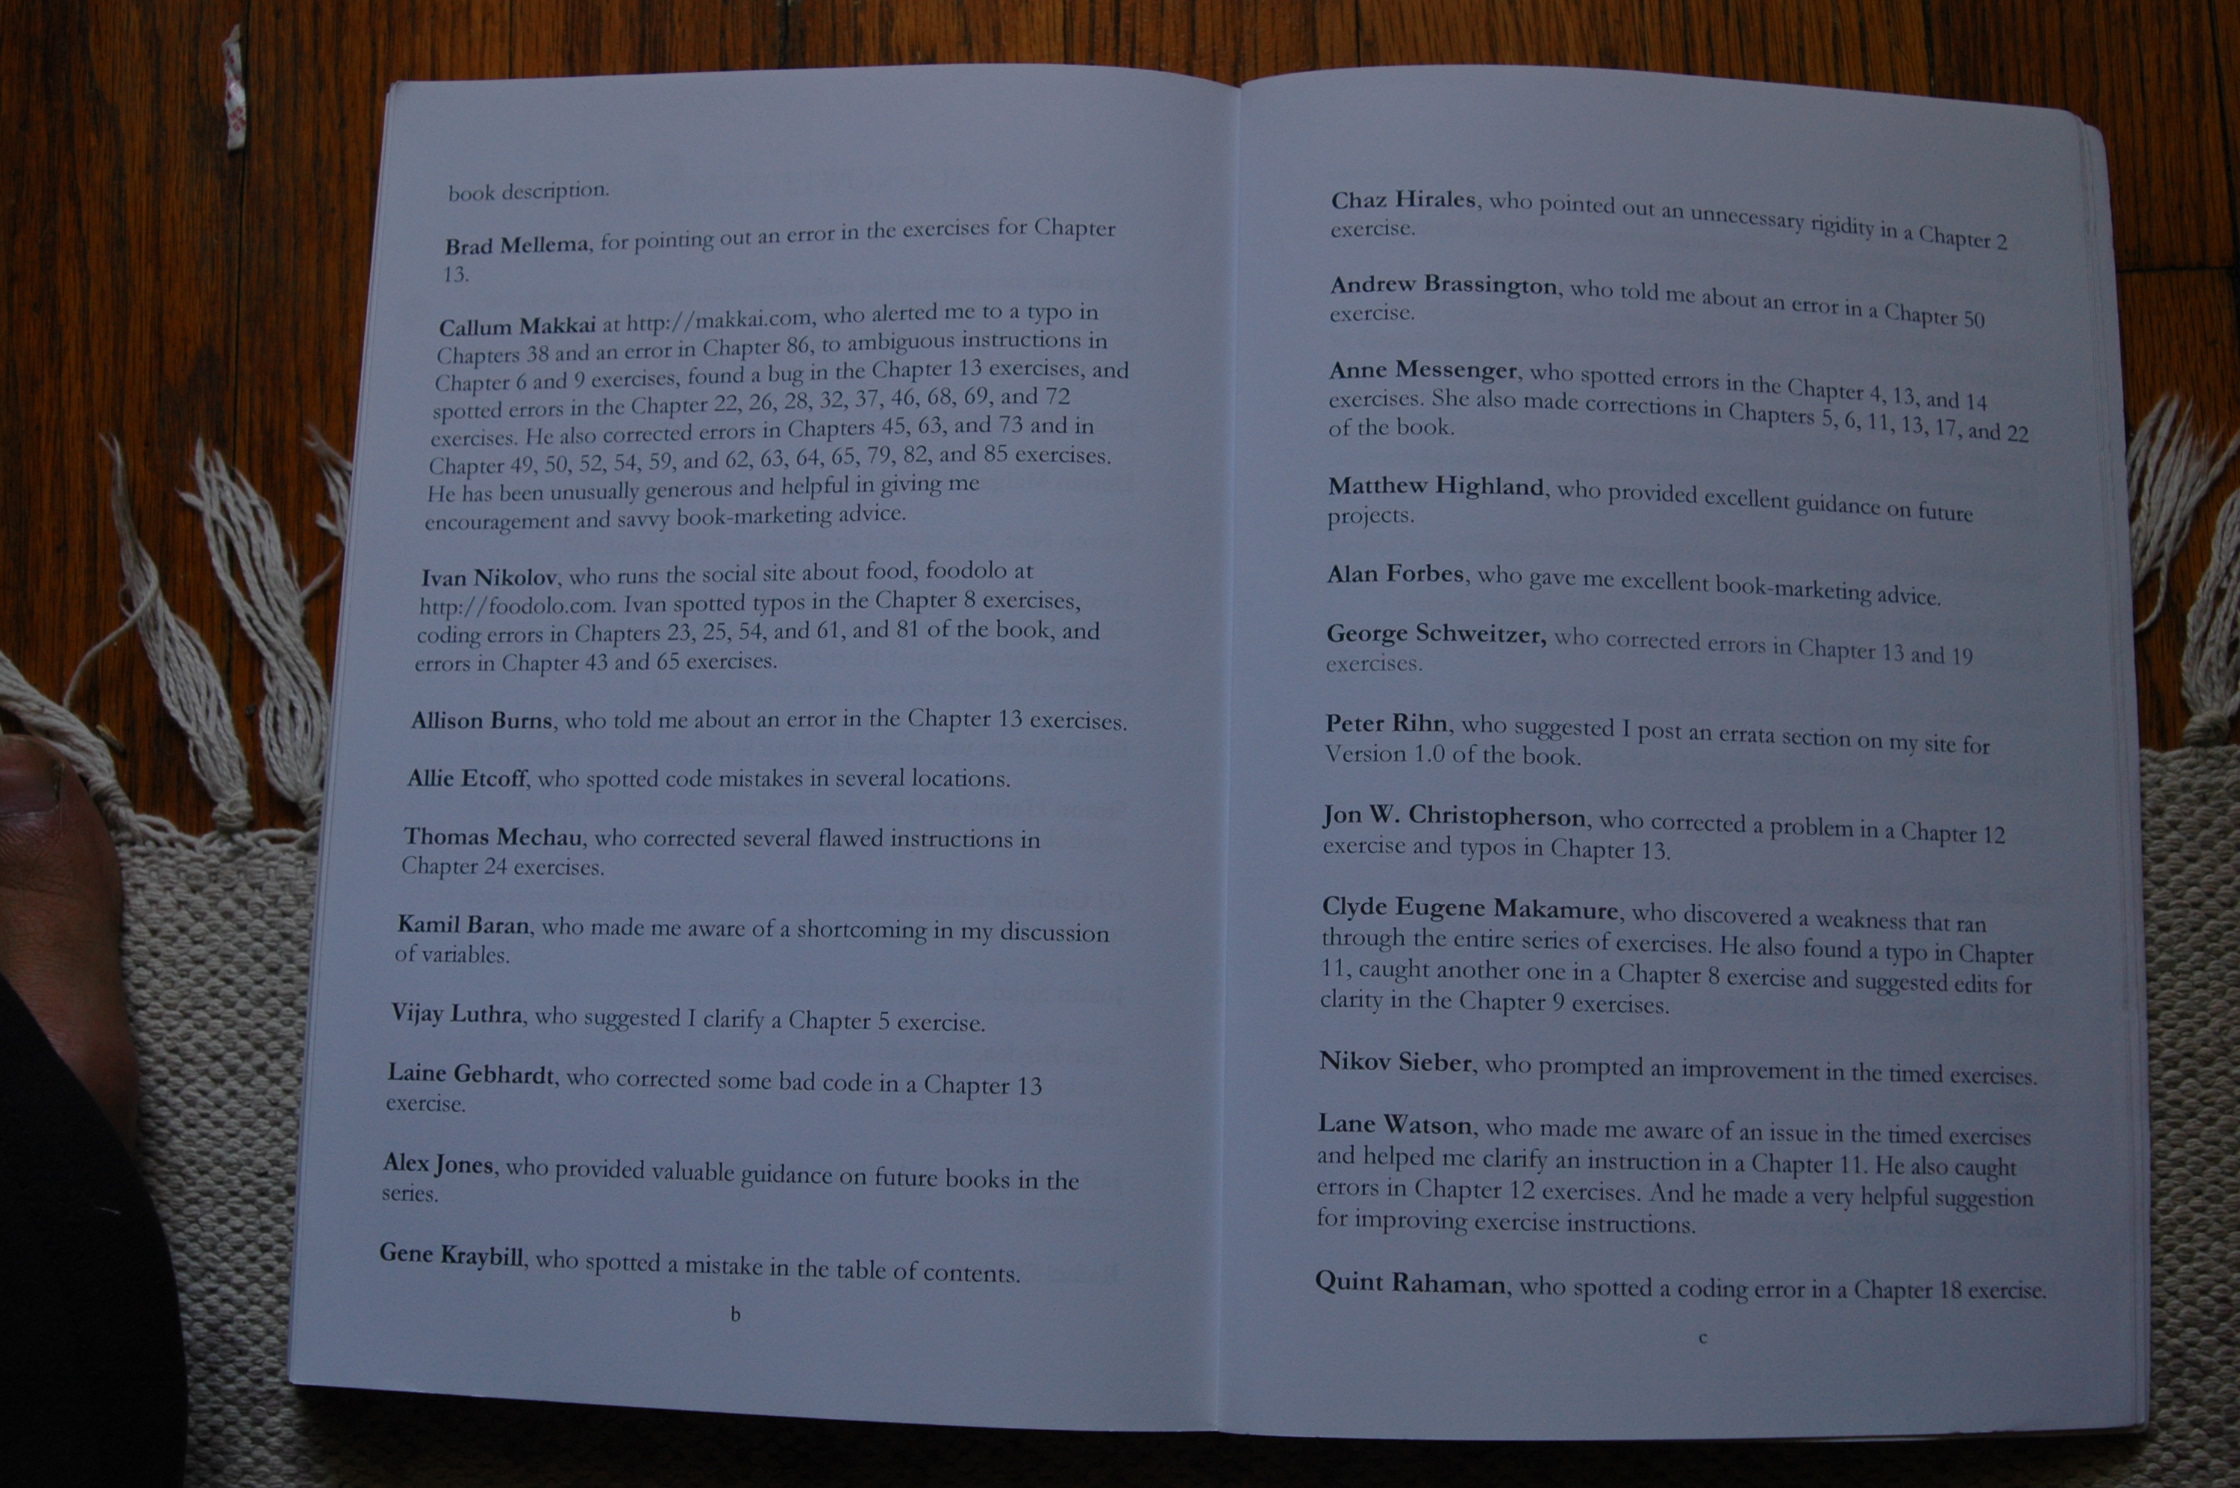 book description.
Brad Mellema, for pointing out an error in the exercises for Chapter
13.
Callum Makkai at http://makkai.com, who alerted me to a typo in
Chapters 38 and an error in Chapter 86, to ambiguous instructions in
Chapter 6 and 9 exercises, found a bug in the Chapter 13 exercises, and
spotted errors in the Chapter 22, 26, 28, 32, 37, 46, 68, 69, and 72
exercises. He also corrected errors in Chapters 45, 63, and 73 and in
Chapter 49, 50, 52, 54, 59, and 62, 63, 64, 65, 79, 82, and 85 exercises.
He has been unusually generous and helpful in giving me
encouragement and savvy book-marketing advice.
Ivan Nikolov, who runs the social site about food, foodolo at
http://foodolo.com. Ivan spotted typos in the Chapter 8 exercises,
coding errors in Chapters 23, 25, 54, and 61, and 81 of the book, and
errors in Chapter 43 and 65 exercises.
Allison Burns, who told me about an error in the Chapter 13 exercises.
Allie Etcoff, who spotted code mistakes in several locations.
Thomas Mechau, who corrected several flawed instructions in
Chapter 24 exercises.
Kamil Baran, who made me aware of a shortcoming in my discussion
of variables.
Vijay Luthra, who suggested I clarify a Chapter 5 exercise.
Laine Gebhardt, who corrected some bad code in a Chapter 13
exercise.
Alex Jones, who provided valuable guidance on future books in the
series.
Gene Kraybill, who spotted a mistake in the table of contents.
b
Chaz Hirales, who pointed out an unnecessary rigidity in a Chapter 2
exercise.
Andrew Brassington, who told me about an error in a Chapter 50
exercise.
Anne Messenger, who spotted errors in the Chapter 4, 13, and 14
exercises. She also made corrections in Chapters 5, 6, 11, 13, 17, and 22
of the book.
Matthew Highland, who provided excellent guidance on future
projects.
Alan Forbes, who gave me excellent book-marketing advice.
George Schweitzer, who corrected errors in Chapter 13 and 19
exercises.
Peter Rihn, who suggested I post an errata section on my site for
Version 1.0 of the book.
Jon W. Christopherson, who corrected a problem in a Chapter 12
exercise and typos in Chapter 13.
Clyde Eugene Makamure, who discovered a weakness that ran
through the entire series of exercises. He also found a typo in Chapter
11, caught another one in a Chapter 8 exercise and suggested edits for
clarity in the Chapter 9 exercises.
Nikov Sieber, who prompted an improvement in the timed exercises.
Lane Watson, who made me aware of an issue in the timed exercises
and helped me clarify an instruction in a Chapter 11. He also caught
errors in Chapter 12 exercises. And he made a very helpful suggestion
for improving exercise instructions.
Quint Rahaman, who spotted a coding error in a Chapter 18 exercise.
c